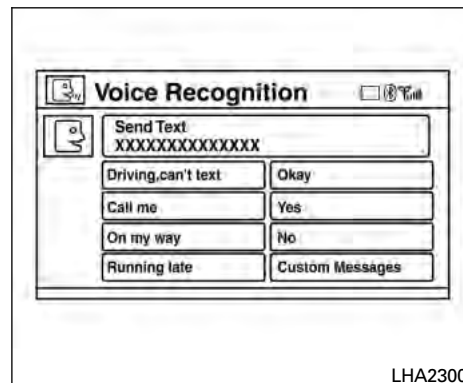 Voice Recognition
Send Text
XXXXXXXXXXXXXX
Driving,can't text
Okay
Call me
Yes
On my way
No
Running late
Custom Messages
LHA2300